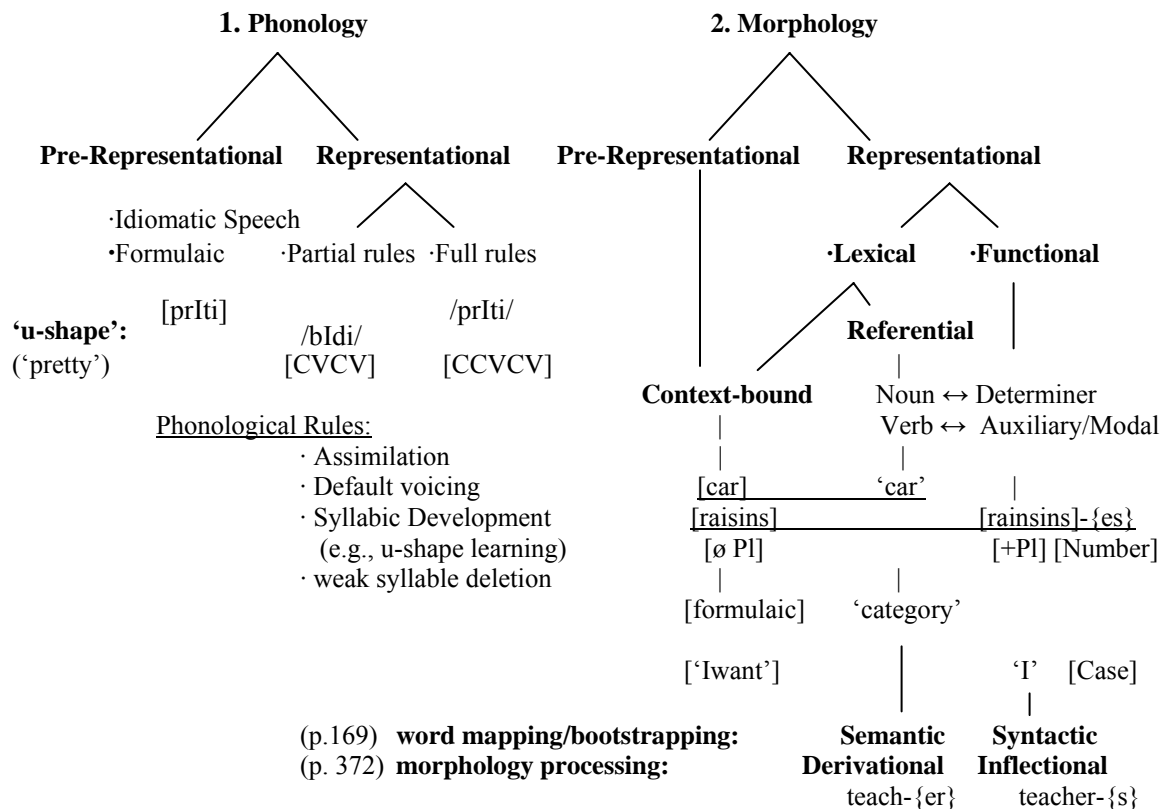 1. Phonology 2. Morphology
Pre-Representational Representational Pre-Representational Representational
·Idiomatic Speech
·Formulaic ·Partial rules ·Full rules ·Lexical ·Functional
[prIti] /prIti/
'u-shape': /bIdi/ Referential
('pretty') [CVCV] [CCVCV]
Context-bound Noun ↔ Determiner
Phonological Rules: Verb ↔ Auxiliary/Modal
· Assimilation
· Default voicing [car] 'car'
· Syllabic Development [raisins] [rainsins]-{es}
(e.g., u-shape learning) [ø Pl] [+Pl] [Number]
· weak syllable deletion
[formulaic] 'category'
['Iwant'] 'I' [Case]
(p.169) word mapping/bootstrapping: Semantic Syntactic
(p. 372) morphology processing: Derivational Inflectional
teach-{er} teacher-{s}